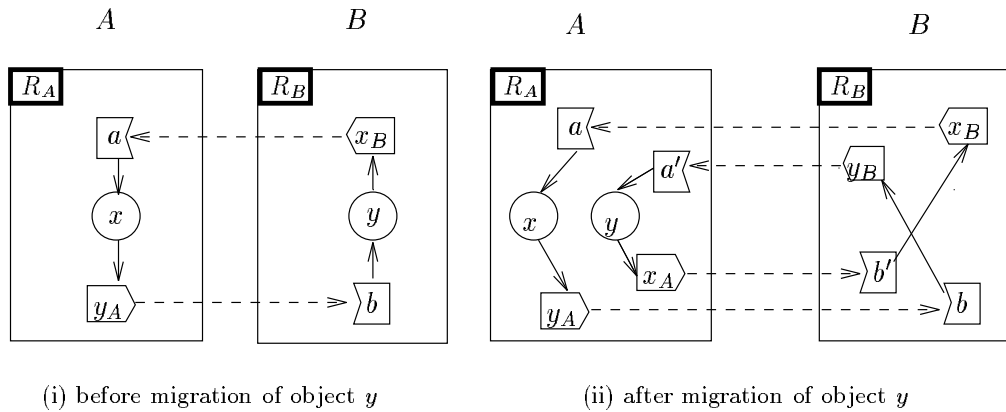 A B A B
R_A R_B R_A R_B
a x_B a x_B
a' y_B
x y x y
x_A b'
y_A b y_A b
(i) before migration of object y (ii) after migration of object y